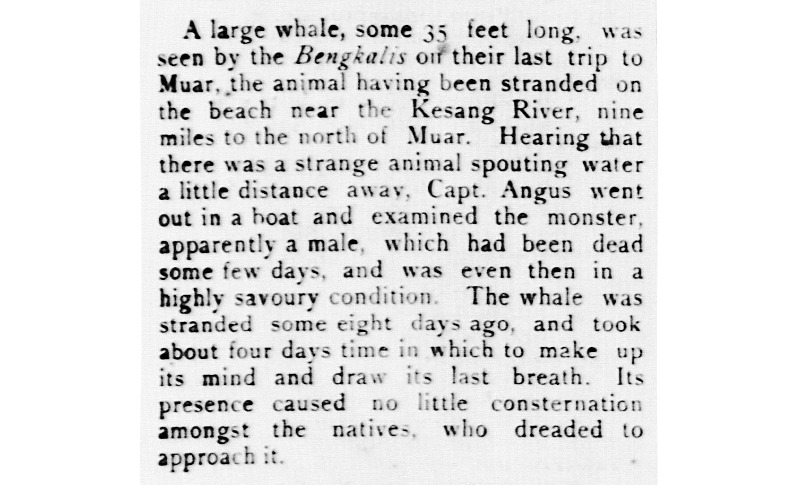 A large whale, some 35 feet long, was
seen by the Bengkalis on their last trip to
Muar, the animal having been stranded on
the beach near the Kesang River, nine
miles to the north of Muar. Hearing that
there was a strange animal spouting water
a little distance away, Capt. Angus went
out in a boat and examined the monster,
apparently a male, which had been dead
some few days, and was even then in a
highly savoury condition. The whale was
stranded some eight days ago, and took
about four days time in which to make up
its mind and draw its last breath. Its
presence caused no little consternation
amongst the natives, who dreaded to
approach it.